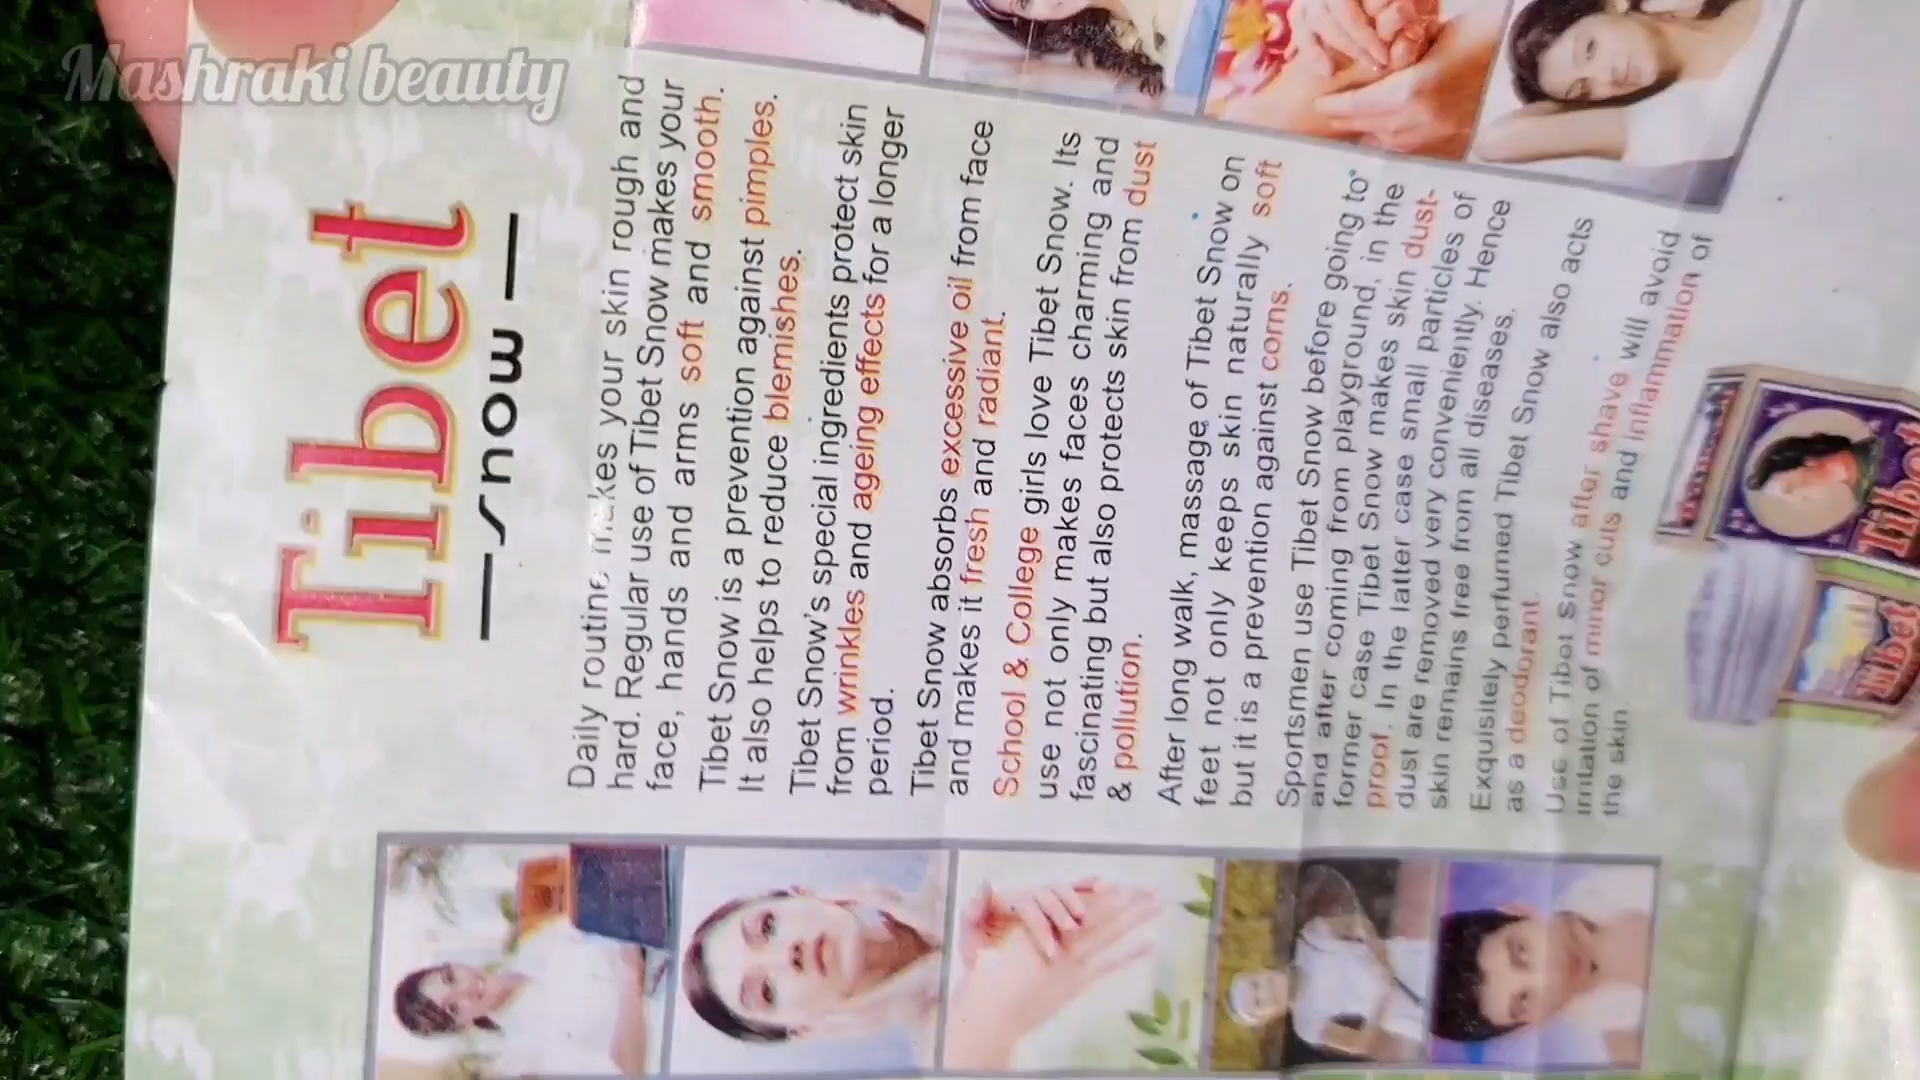 Mashraki beauty
Tibet
snow
Daily routine makes your skin rough and
hard. Regular use of Tibet Snow makes your
face, hands and arms soft and smooth.
Tibet Snow is a prevention against pimples.
It also helps to reduce blemishes.
Tibet Snow's special ingredients protect skin
from wrinkles and ageing effects for a longer
period.
Tibet Snow absorbs excessive oil from face
and makes it fresh and radiant.
School & College girls love Tibet Snow. Its
use not only makes faces charming and
fascinating but also protects skin from dust
& pollution.
After long walk, massage of Tibet Snow on
feet not only keeps skin naturally soft
but it is a prevention against corns.
Sportsmen use Tibet Snow before going to
and after coming from playground, in the
former case Tibet Snow makes skin dust-
proof. In the latter case small particles of
dust are removed very conveniently. Hence
skin remains free from all diseases.
Exquisitely perfumed Tibet Snow also acts
as a deodorant.
Use of Tibet Snow after shave will avoid
irritation of minor cuts and inflammation of
the skin.
Tibet
Tibet